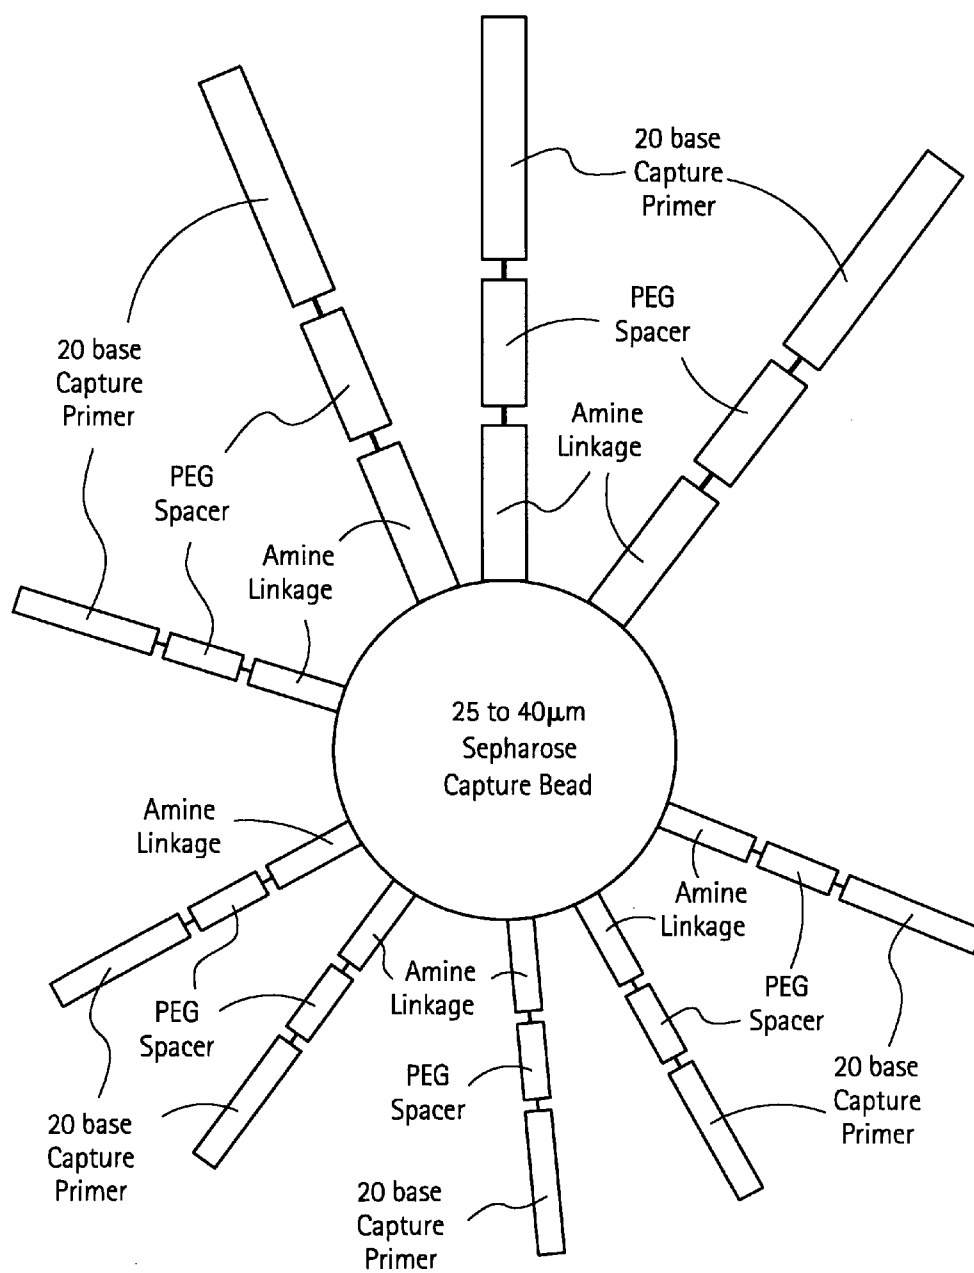 20 base
Capture
Primer
PEG
Spacer
Amine
Linkage
20 base
Capture
Primer
PEG
Spacer
Amine
Linkage
25 to 40μm
Sepharose
Capture Bead
Amine
Linkage
PEG
Spacer
20 base
Capture
Primer
Amine
Linkage
PEG
Spacer
20 base
Capture
Primer
Amine
Linkage
PEG
Spacer
20 base
Capture
Primer